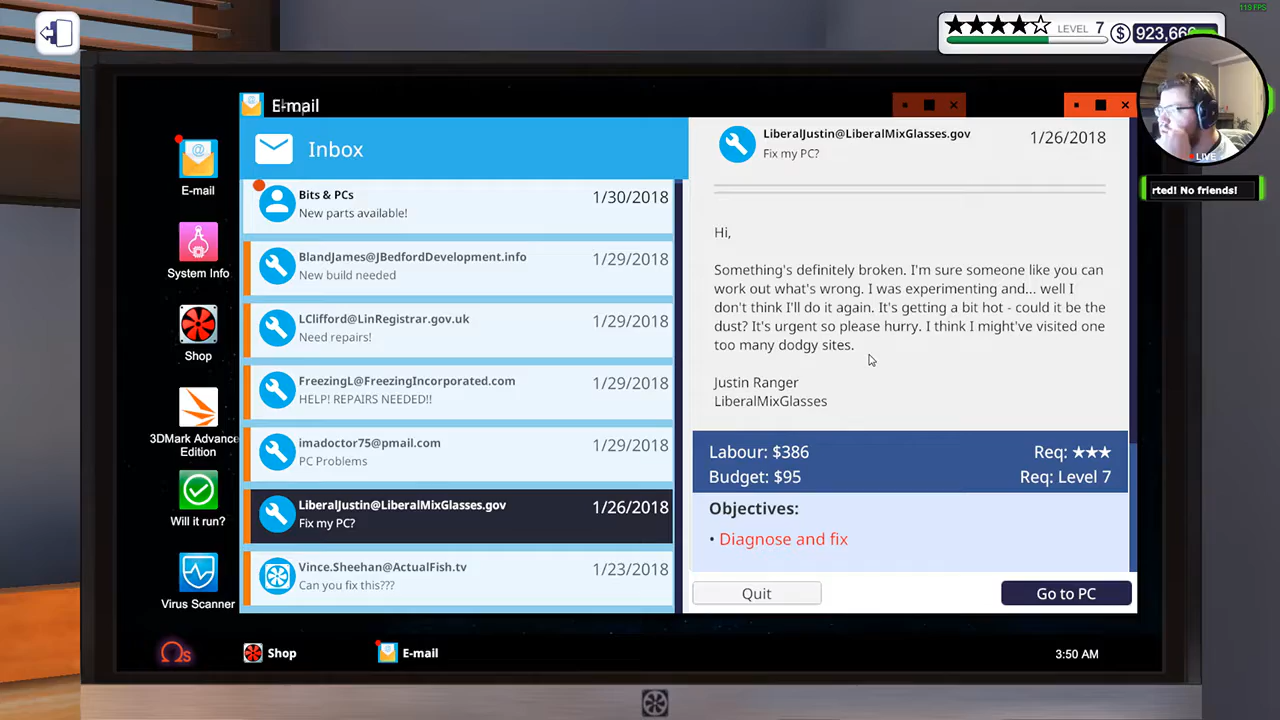 119 FPS
LEVEL 7
$ 923,66
E-mail
LIVE
rted! No friends!
E-mail
System Info
Shop
3DMark Advance
Edition
Will it run?
Virus Scanner
Inbox
Bits & PCs 1/30/2018
New parts available!
BlandJames@JBedfordDevelopment.info 1/29/2018
New build needed
LClifford@LinRegistrar.gov.uk 1/29/2018
Need repairs!
FreezingL@FreezingIncorporated.com 1/29/2018
HELP! REPAIRS NEEDED!!
imadoctor75@pmail.com 1/29/2018
PC Problems
LiberalJustin@LiberalMixGlasses.gov 1/26/2018
Fix my PC?
Vince.Sheehan@ActualFish.tv 1/23/2018
Can you fix this???
LiberalJustin@LiberalMixGlasses.gov 1/26/2018
Fix my PC?
Hi,
Something's definitely broken. I'm sure someone like you can
work out what's wrong. I was experimenting and... well I
don't think I'll do it again. It's getting a bit hot - could it be the
dust? It's urgent so please hurry. I think I might've visited one
too many dodgy sites.
Justin Ranger
LiberalMixGlasses
Labour: $386 Req: ★★★
Budget: $95 Req: Level 7
Objectives:
• Diagnose and fix
Quit Go to PC
Ωs Shop E-mail 3:50 AM